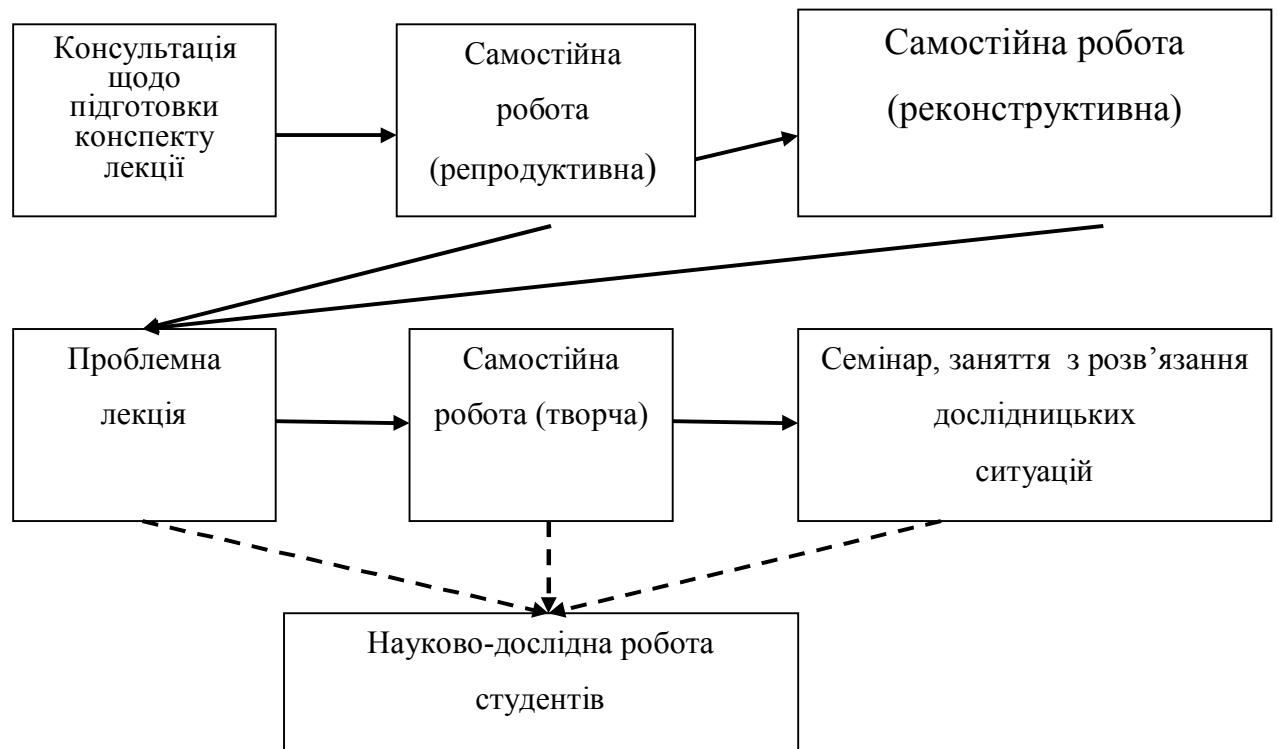 Консультація
щодо
підготовки
конспекту
лекції
Самостійна
робота
(репродуктивна)
Самостійна робота
(реконструктивна)
Проблемна
лекція
Самостійна
робота (творча)
Семінар, заняття з розв’язання
дослідницьких
ситуацій
Науково-дослідна робота
студентів